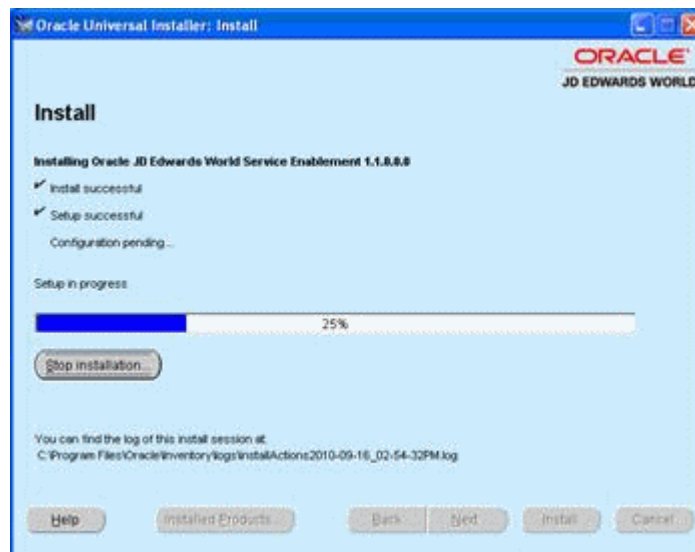 Oracle Universal Installer: Install
ORACLE
JD EDWARDS WORLD
Install
Installing Oracle JD Edwards World Service Enablement 1.1.0.0.0
Install successful
Setup successful
Configuration pending...
Setup in progress
25%
Stop installation...
You can find the log of this install session at:
C:\Program Files\Oracle\Inventory\logs\installActions2010-09-16_02-54-32PM.log
Help
Installed Products...
Back
Next
Install
Cancel